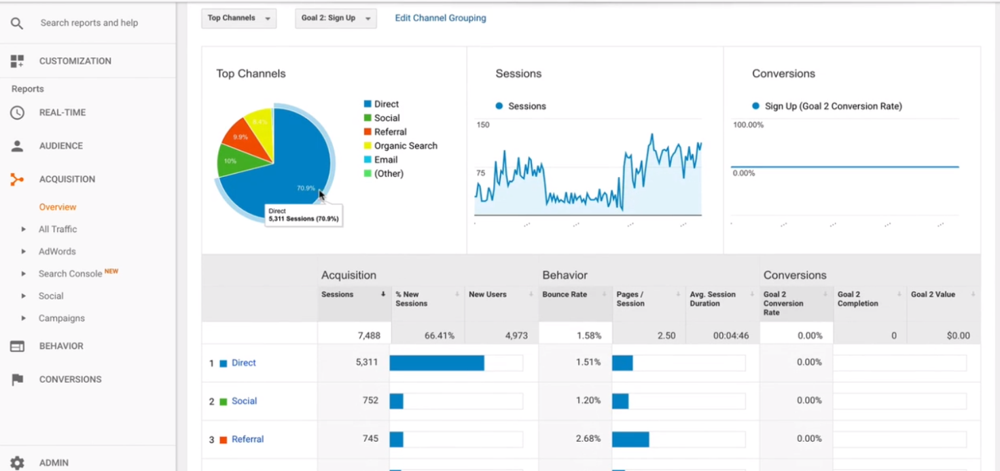 Search reports and help
CUSTOMIZATION
Reports
REAL-TIME
AUDIENCE
ACQUISITION
Overview
All Traffic
AdWords
Search Console NEW
Social
Campaigns
BEHAVIOR
CONVERSIONS
ADMIN
Top Channels
Goal 2: Sign Up
Edit Channel Grouping
Top Channels
Direct
Social
Referral
Organic Search
Email
(Other)
8.4%
9.9%
10%
70.9%
Direct
5,311 Sessions (70.9%)
Sessions
Sessions
150
75
Conversions
Sign Up (Goal 2 Conversion Rate)
100.00%
0.00%
Acquisition Behavior Conversions
Sessions % New Sessions New Users Bounce Rate Pages / Session Avg. Session Duration Goal 2 Conversion Rate Goal 2 Completion Goal 2 Value
7,488 66.41% 4,973 1.58% 2.50 00:04:46 0.00% 0 $0.00
1 Direct 5,311 1.51% 0.00%
2 Social 752 1.20% 0.00%
3 Referral 745 2.68% 0.00%